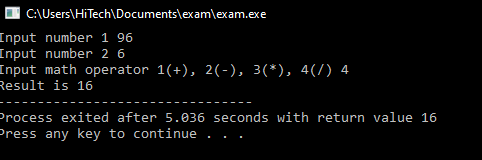 C:\Users\HiTech\Documents\exam\exam.exe
Input number 1 96
Input number 2 6
Input math operator 1(+), 2(-), 3(*), 4(/) 4
Result is 16
--------------------------------
Process exited after 5.036 seconds with return value 16
Press any key to continue . . .